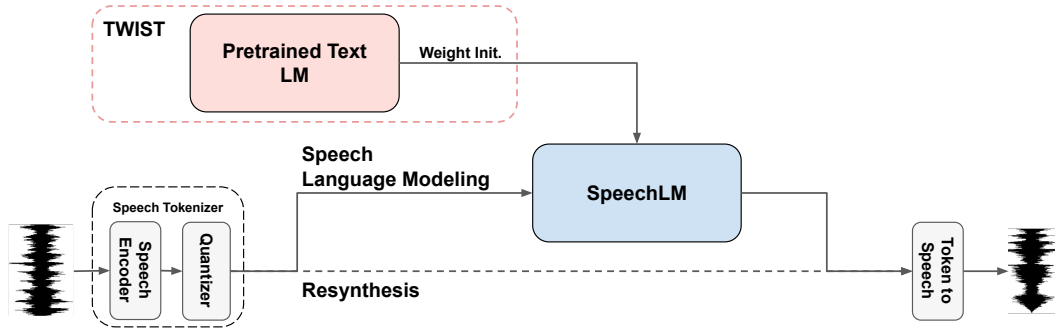 TWIST
Pretrained Text
LM
Weight Init.
Speech
Language Modeling
SpeechLM
Speech Tokenizer
Speech
Encoder
Quantizer
Resynthesis
Token to
Speech